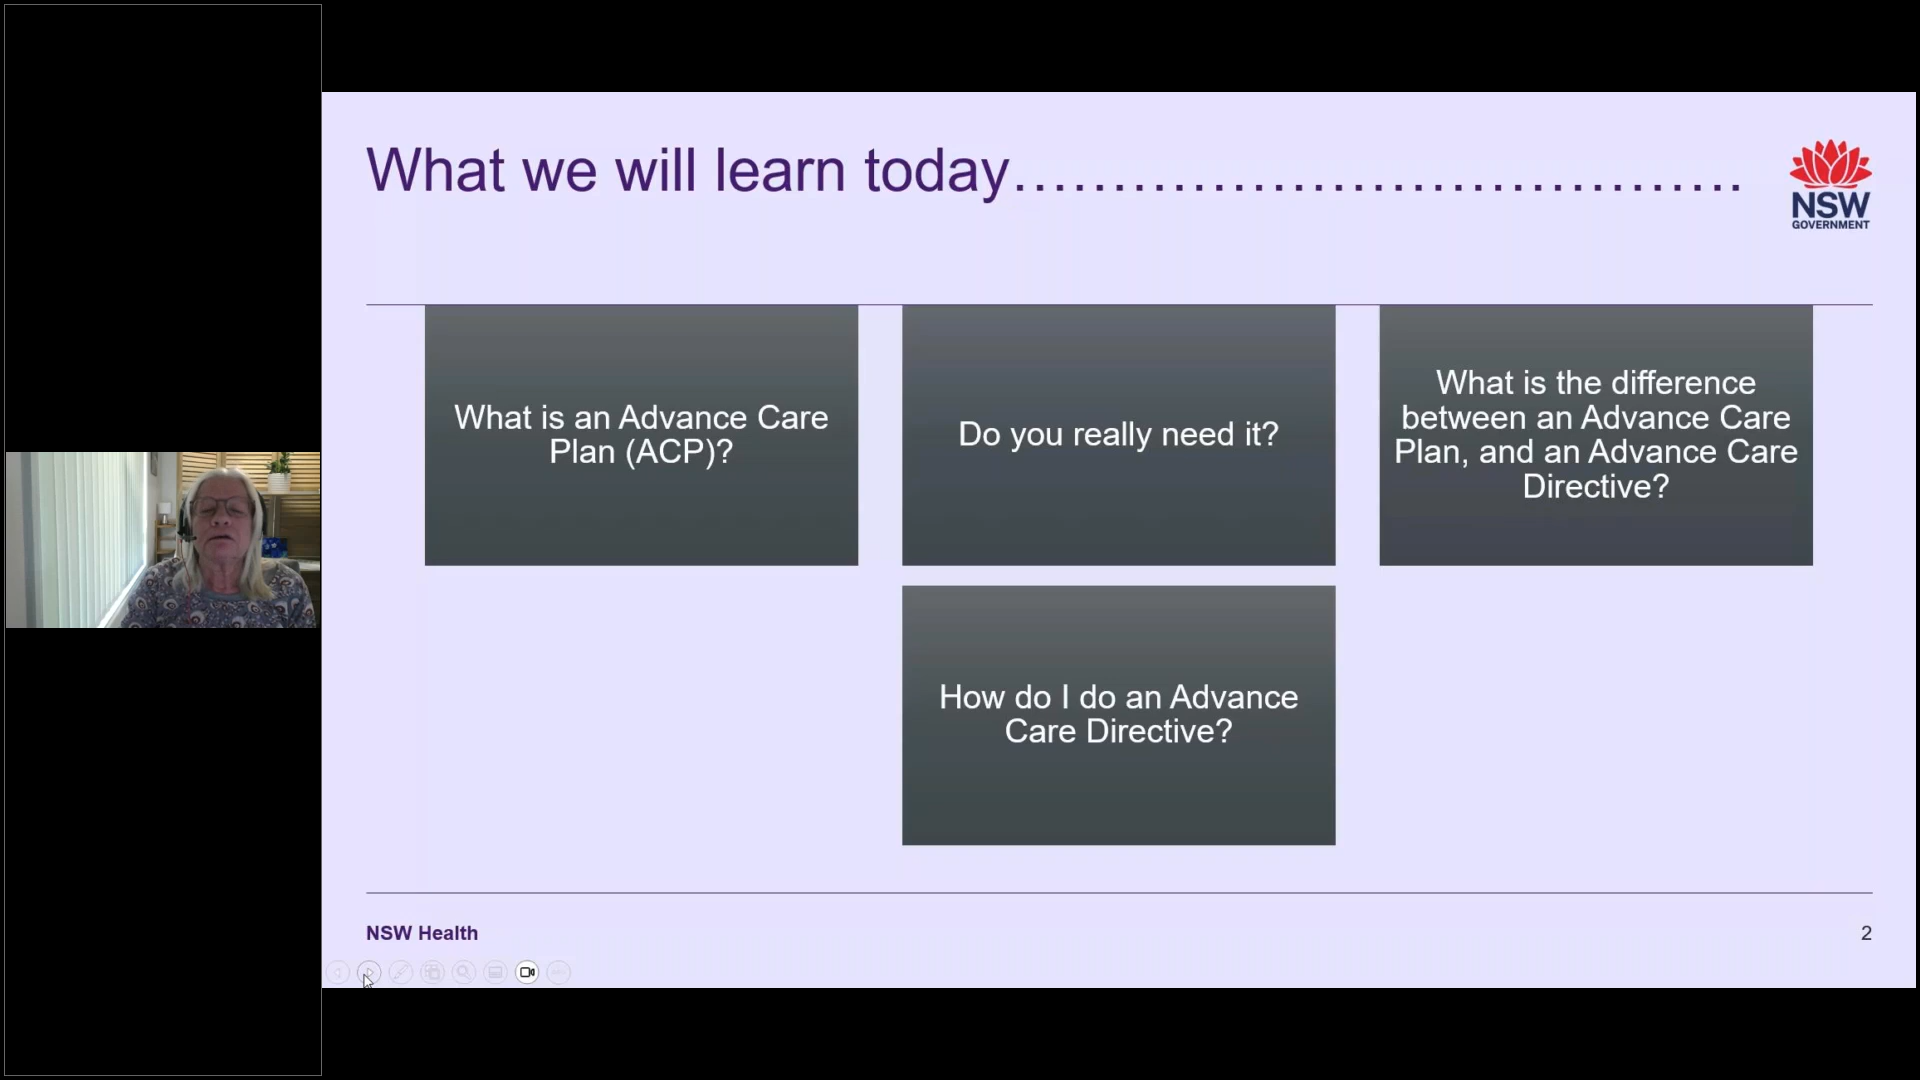 What we will learn today....................................
NSW
GOVERNMENT
What is an Advance Care
Plan (ACP)?
Do you really need it?
What is the difference
between an Advance Care
Plan, and an Advance Care
Directive?
How do I do an Advance
Care Directive?
NSW Health
2